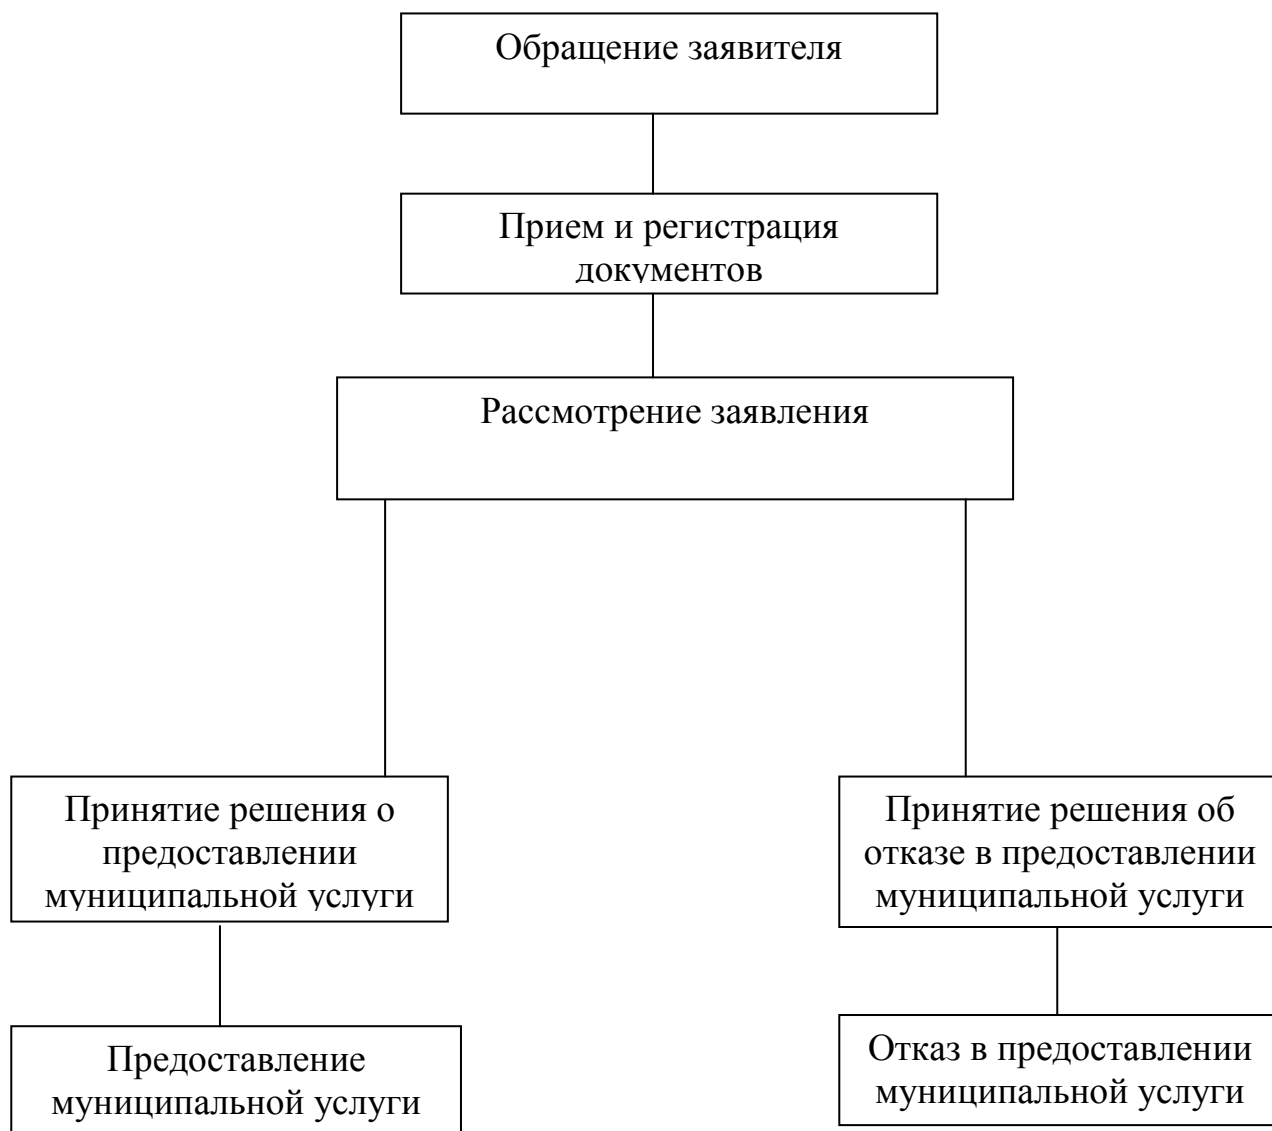 Обращение заявителя
Прием и регистрация
документов
Рассмотрение заявления
Принятие решения о
предоставлении
муниципальной услуги
Принятие решения об
отказе в предоставлении
муниципальной услуги
Предоставление
муниципальной услуги
Отказ в предоставлении
муниципальной услуги